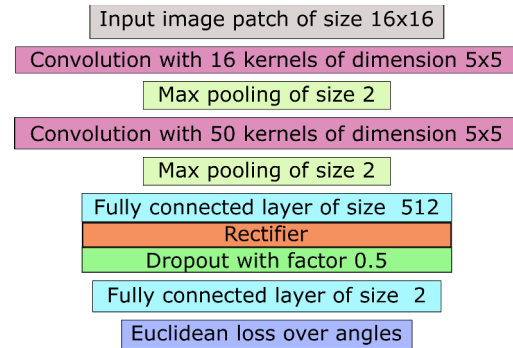 Input image patch of size 16x16
Convolution with 16 kernels of dimension 5x5
Max pooling of size 2
Convolution with 50 kernels of dimension 5x5
Max pooling of size 2
Fully connected layer of size 512
Rectifier
Dropout with factor 0.5
Fully connected layer of size 2
Euclidean loss over angles